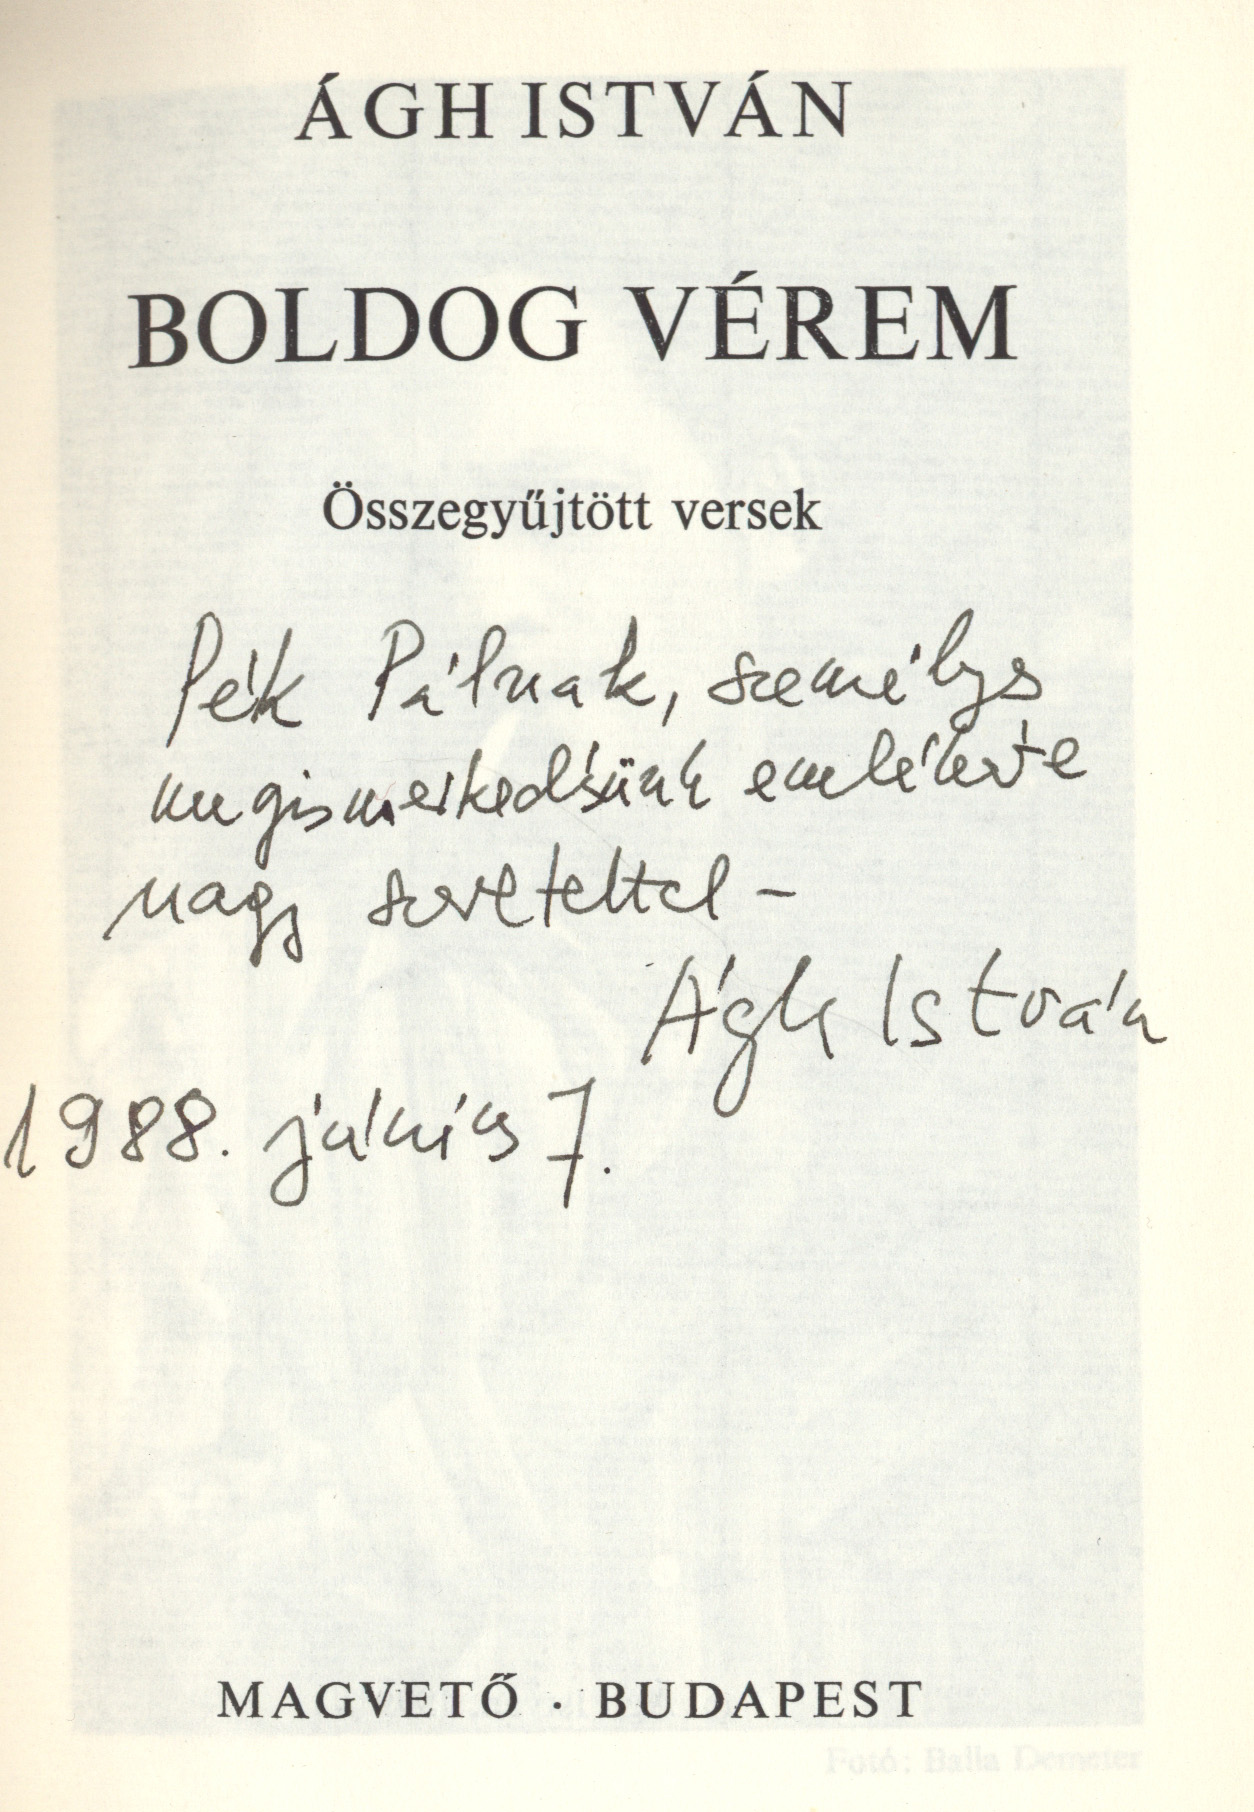 ÁGH ISTVÁN
BOLDOG VÉREM
Összegyűjtött versek
Pék Pálnak, személyes
megismerkedésünk emlékére
nagy szeretettel –
Ágh István
1988. június 7.
MAGVETŐ · BUDAPEST
Fotó: Balla Demeter